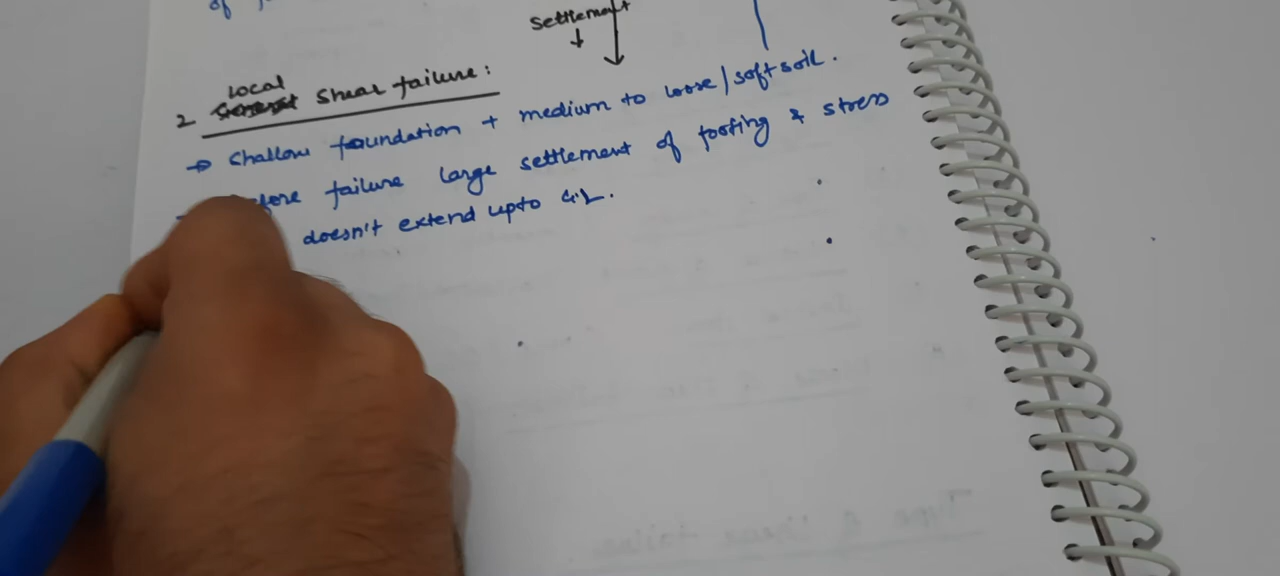 of
Settlement
2. Local Shear failure:
→ Shallow foundation + medium to loose/soft soil.
failure large settlement of footing & stress
doesn't extend upto G.L.